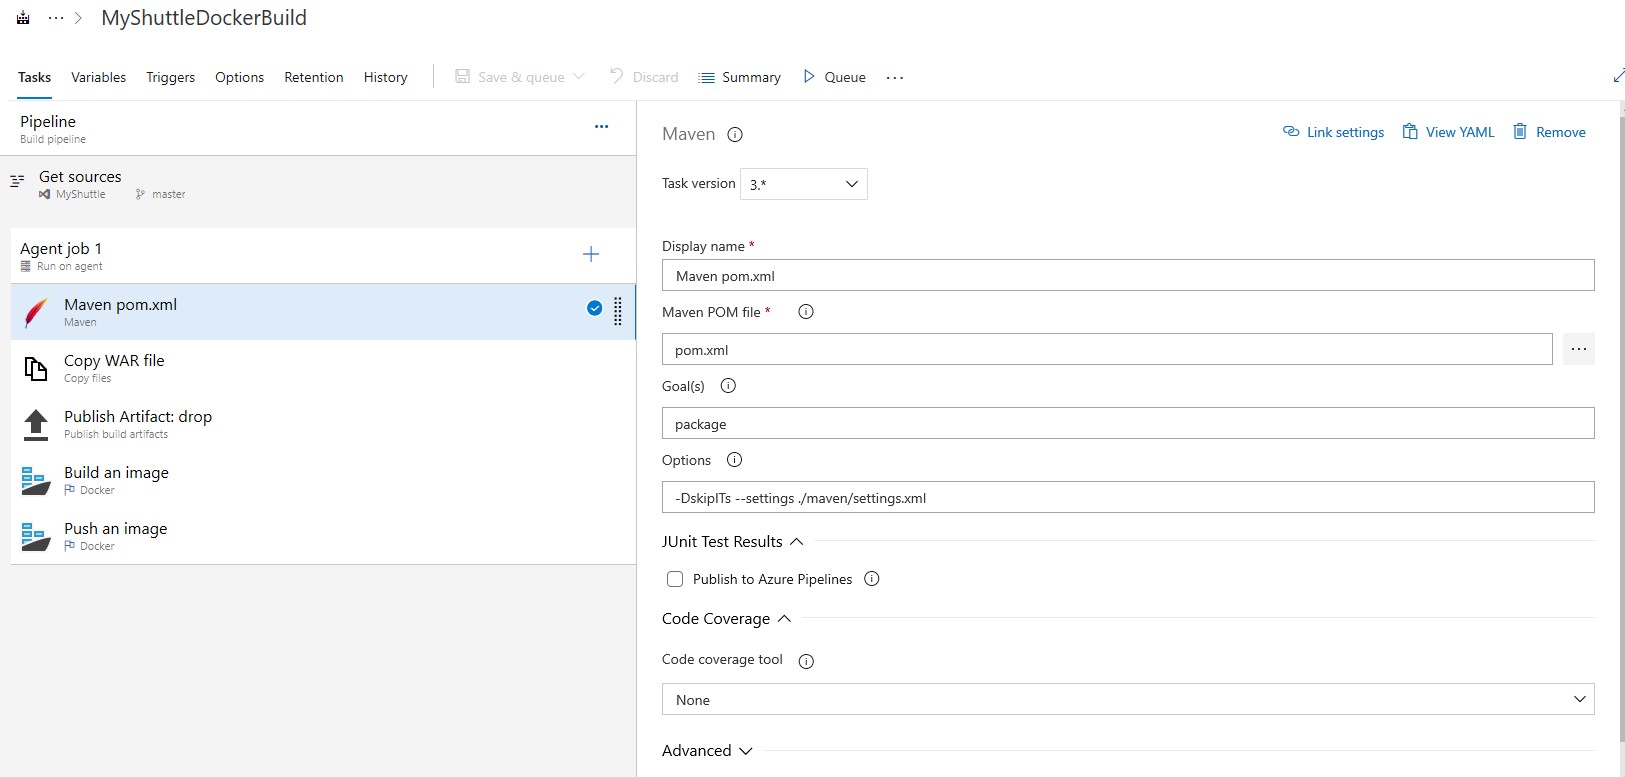 MyShuttleDockerBuild
Tasks Variables Triggers Options Retention History Save & queue Discard Summary Queue
Pipeline
Build pipeline
Get sources
MyShuttle master
Agent job 1
Run on agent
Maven pom.xml
Maven
Copy WAR file
Copy files
Publish Artifact: drop
Publish build artifacts
Build an image
Docker
Push an image
Docker
Maven
Link settings View YAML Remove
Task version 3.*
Display name *
Maven pom.xml
Maven POM file *
pom.xml
Goal(s)
package
Options
-DskipITs --settings ./maven/settings.xml
JUnit Test Results
Publish to Azure Pipelines
Code Coverage
Code coverage tool
None
Advanced